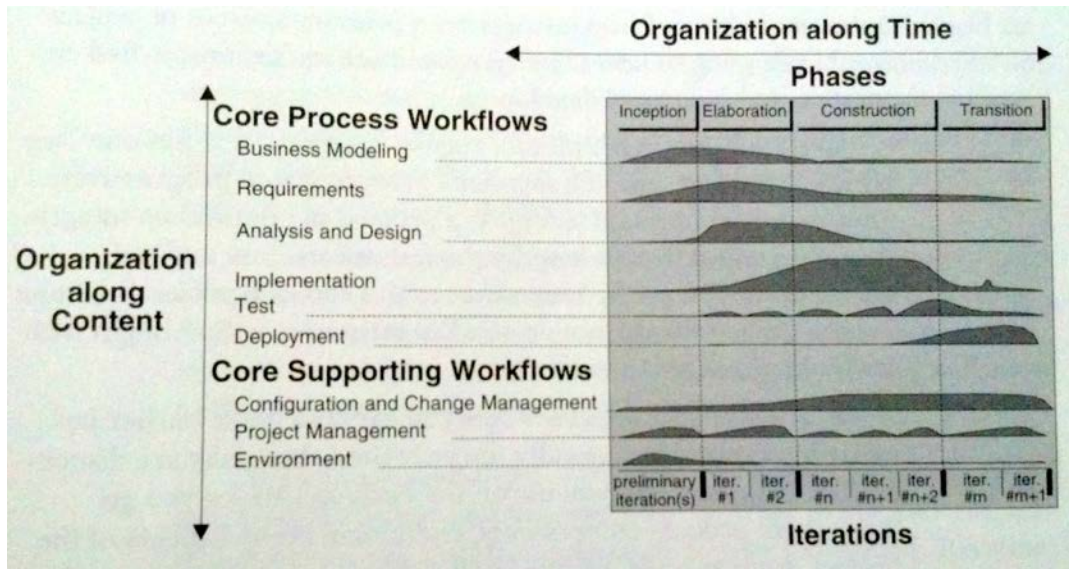 Organization along Time
Phases
Inception Elaboration Construction Transition
Core Process Workflows
Business Modeling
Requirements
Analysis and Design
Organization
along
Content
Implementation
Test
Deployment
Core Supporting Workflows
Configuration and Change Management
Project Management
Environment
preliminary iter. iter. iter. iter. iter. iter. iter.
iteration(s) #1 #2 #n #n+1 #n+2 #m #m+1
Iterations